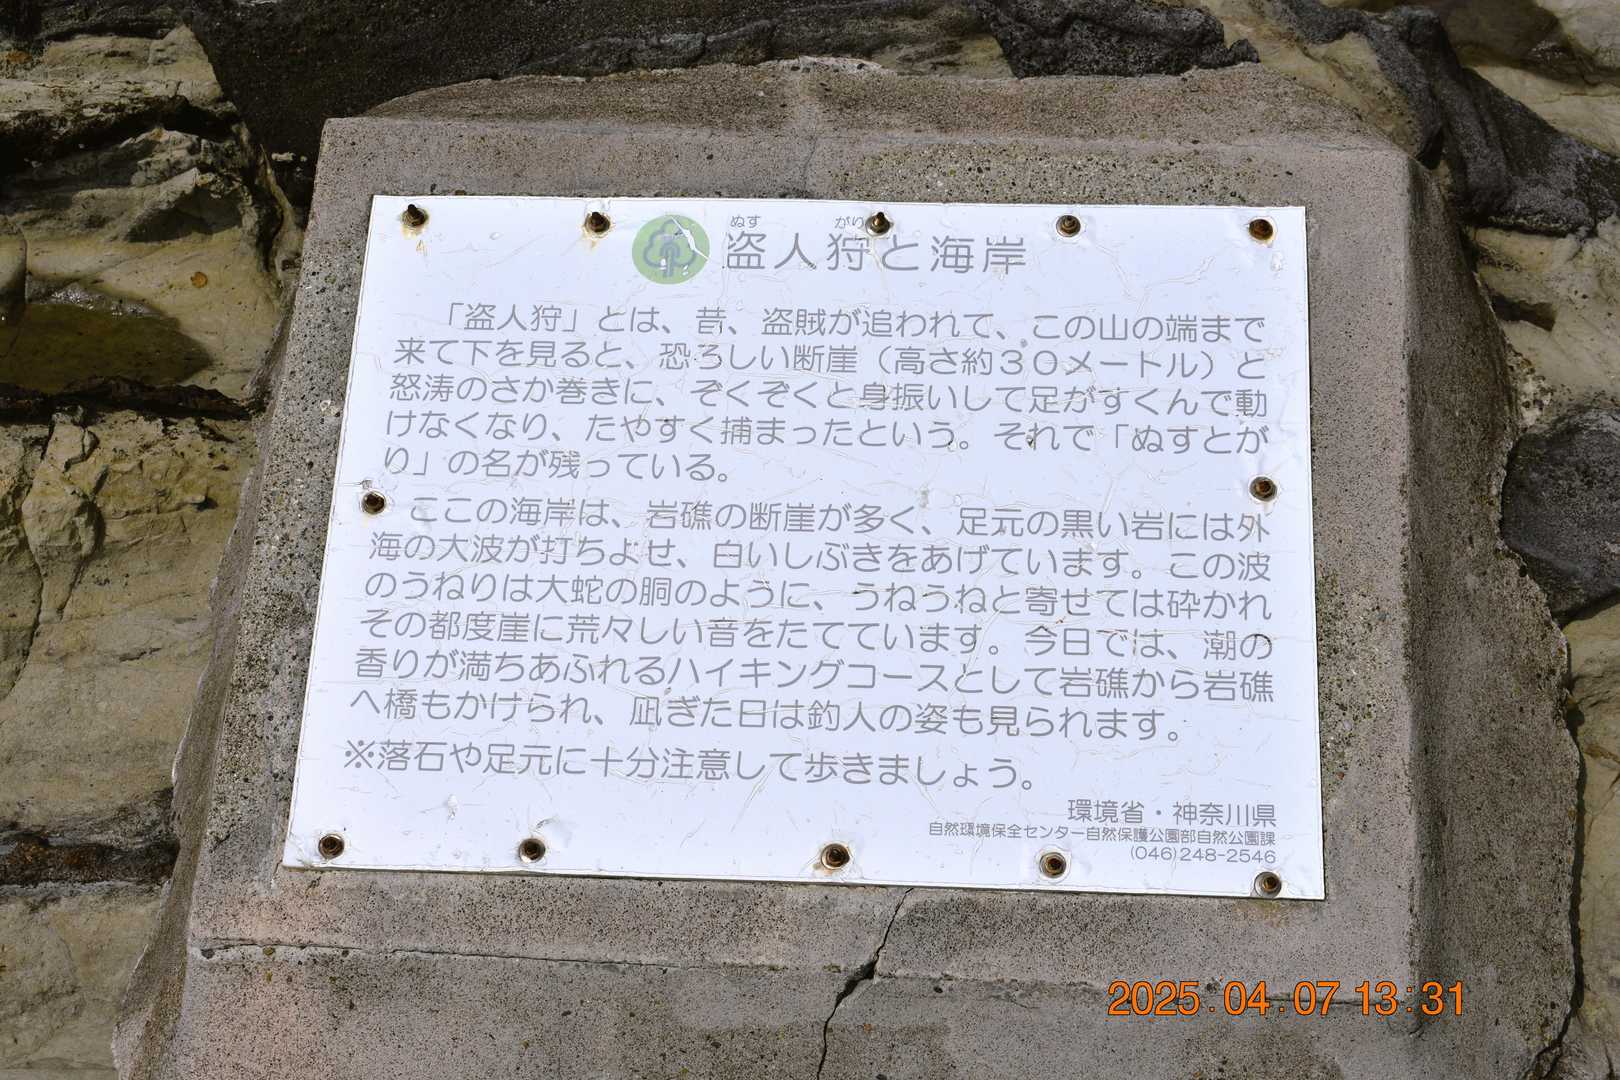 ぬす がり
盗人狩と海岸
「盗人狩」とは、昔、盗賊が追われて、この山の端まで
来て下を見ると、恐ろしい断崖（高さ約３０メートル）と
怒涛のさか巻きに、ぞくぞくと身振いして足がすくんで動
けなくなり、たやすく捕まったという。それで「ぬすとが
り」の名が残っている。
ここの海岸は、岩礁の断崖が多く、足元の黒い岩には外
海の大波が打ちよせ、白いしぶきをあげています。この波
のうねりは大蛇の胴のように、うねうねと寄せては砕かれ
その都度崖に荒々しい音をたてています。今日では、潮の
香りが満ちあふれるハイキングコースとして岩礁から岩礁
へ橋もかけられ、凪ぎた日は釣人の姿も見られます。
※落石や足元に十分注意して歩きましょう。
環境省・神奈川県
自然環境保全センター自然保護公園部自然公園課
(046)248-2546
2025.04.07 13:31